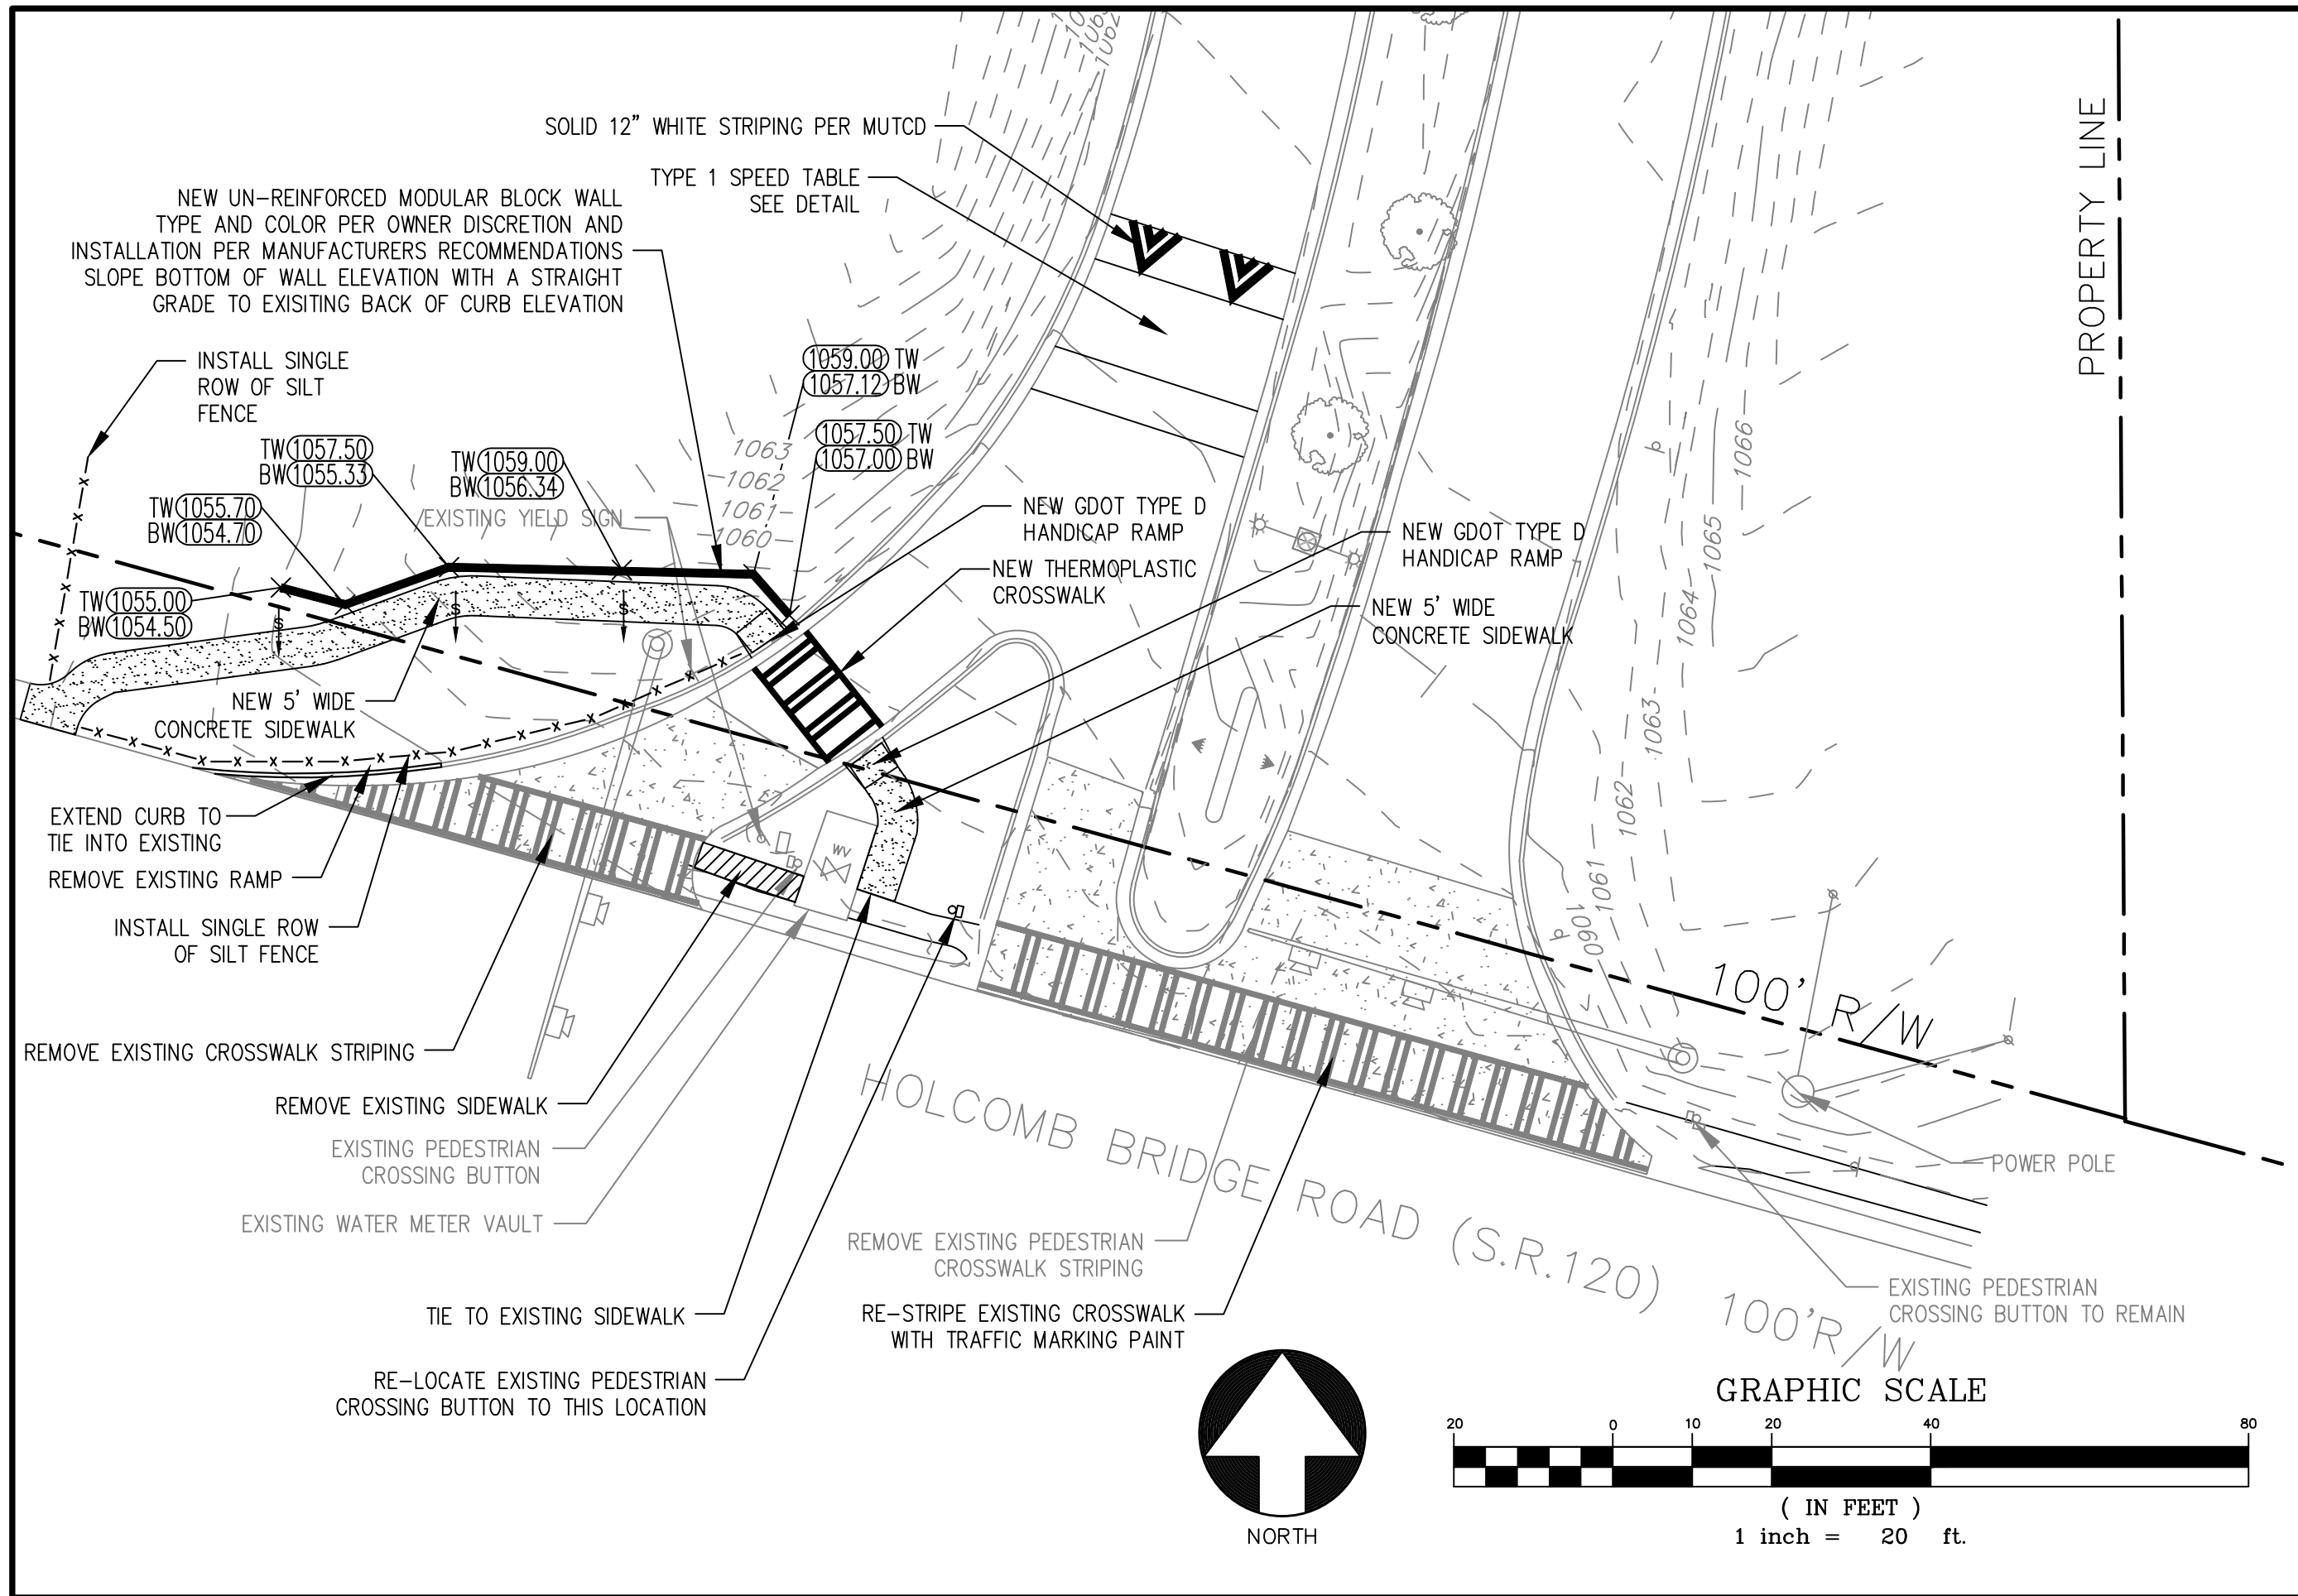 SOLID 12” WHITE STRIPING PER MUTCD
TYPE 1 SPEED TABLE
SEE DETAIL
NEW UN-REINFORCED MODULAR BLOCK WALL
TYPE AND COLOR PER OWNER DISCRETION AND
INSTALLATION PER MANUFACTURERS RECOMMENDATIONS
SLOPE BOTTOM OF WALL ELEVATION WITH A STRAIGHT
GRADE TO EXISITING BACK OF CURB ELEVATION
PROPERTY LINE
1062
INSTALL SINGLE
ROW OF SILT
FENCE
1059.00 TW
1057.12 BW
1057.50 TW
1057.00 BW
TW 1057.50
BW 1055.33
TW 1059.00
BW 1056.34
TW 1055.70
BW 1054.70
TW 1055.00
BW 1054.50
EXISTING YIELD SIGN
1063
1062
1061
1060
1066
1065
1064
1063
1062
1061
1060
NEW GDOT TYPE D
HANDICAP RAMP
NEW GDOT TYPE D
HANDICAP RAMP
NEW THERMOPLASTIC
CROSSWALK
NEW 5’ WIDE
CONCRETE SIDEWALK
S
S
S
NEW 5’ WIDE
CONCRETE SIDEWALK
EXTEND CURB TO
TIE INTO EXISTING
REMOVE EXISTING RAMP
INSTALL SINGLE ROW
OF SILT FENCE
WV
REMOVE EXISTING CROSSWALK STRIPING
REMOVE EXISTING SIDEWALK
EXISTING PEDESTRIAN
CROSSING BUTTON
EXISTING WATER METER VAULT
TIE TO EXISTING SIDEWALK
RE-LOCATE EXISTING PEDESTRIAN
CROSSING BUTTON TO THIS LOCATION
REMOVE EXISTING PEDESTRIAN
CROSSWALK STRIPING
RE-STRIPE EXISTING CROSSWALK
WITH TRAFFIC MARKING PAINT
HOLCOMB BRIDGE ROAD (S.R.120) 100'R/W
100' R/W
POWER POLE
EXISTING PEDESTRIAN
CROSSING BUTTON TO REMAIN
NORTH
GRAPHIC SCALE
20 0 10 20 40 80
( IN FEET )
1 inch = 20 ft.